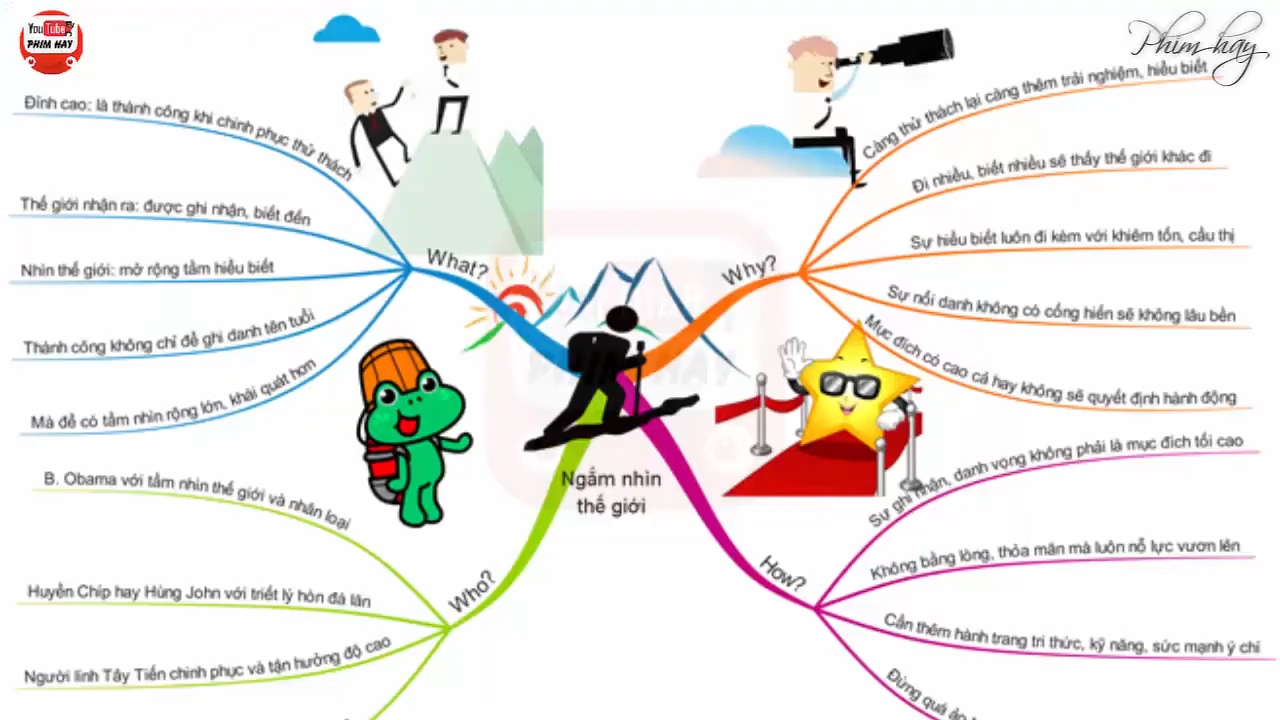 YouTube
PHIM HAY
Phim hay
Đỉnh cao: là thành công khi chinh phục thử thách
Thế giới nhận ra: được ghi nhận, biết đến
Nhìn thế giới: mở rộng tầm hiểu biết
Thành công không chỉ để ghi danh tên tuổi
Mà để có tầm nhìn rộng lớn, khái quát hơn
What?
Why?
Càng thử thách lại càng thêm trải nghiệm, hiểu biết
Đi nhiều, biết nhiều sẽ thấy thế giới khác đi
Sự hiểu biết luôn đi kèm với khiêm tốn, cầu thị
Sự nổi danh không có cống hiến sẽ không lâu bền
Mục đích có cao cả hay không sẽ quyết định hành động
PHIM HAY
Ngắm nhìn
thế giới
B. Obama với tầm nhìn thế giới và nhân loại
Huyền Chip hay Hùng John với triết lý hòn đá lăn
Người lính Tây Tiến chinh phục và tận hưởng độ cao
Who?
How?
Sự ghi nhận, danh vọng không phải là mục đích tối cao
Không bằng lòng, thỏa mãn mà luôn nỗ lực vươn lên
Cần thêm hành trang tri thức, kỹ năng, sức mạnh ý chí
Đừng quá